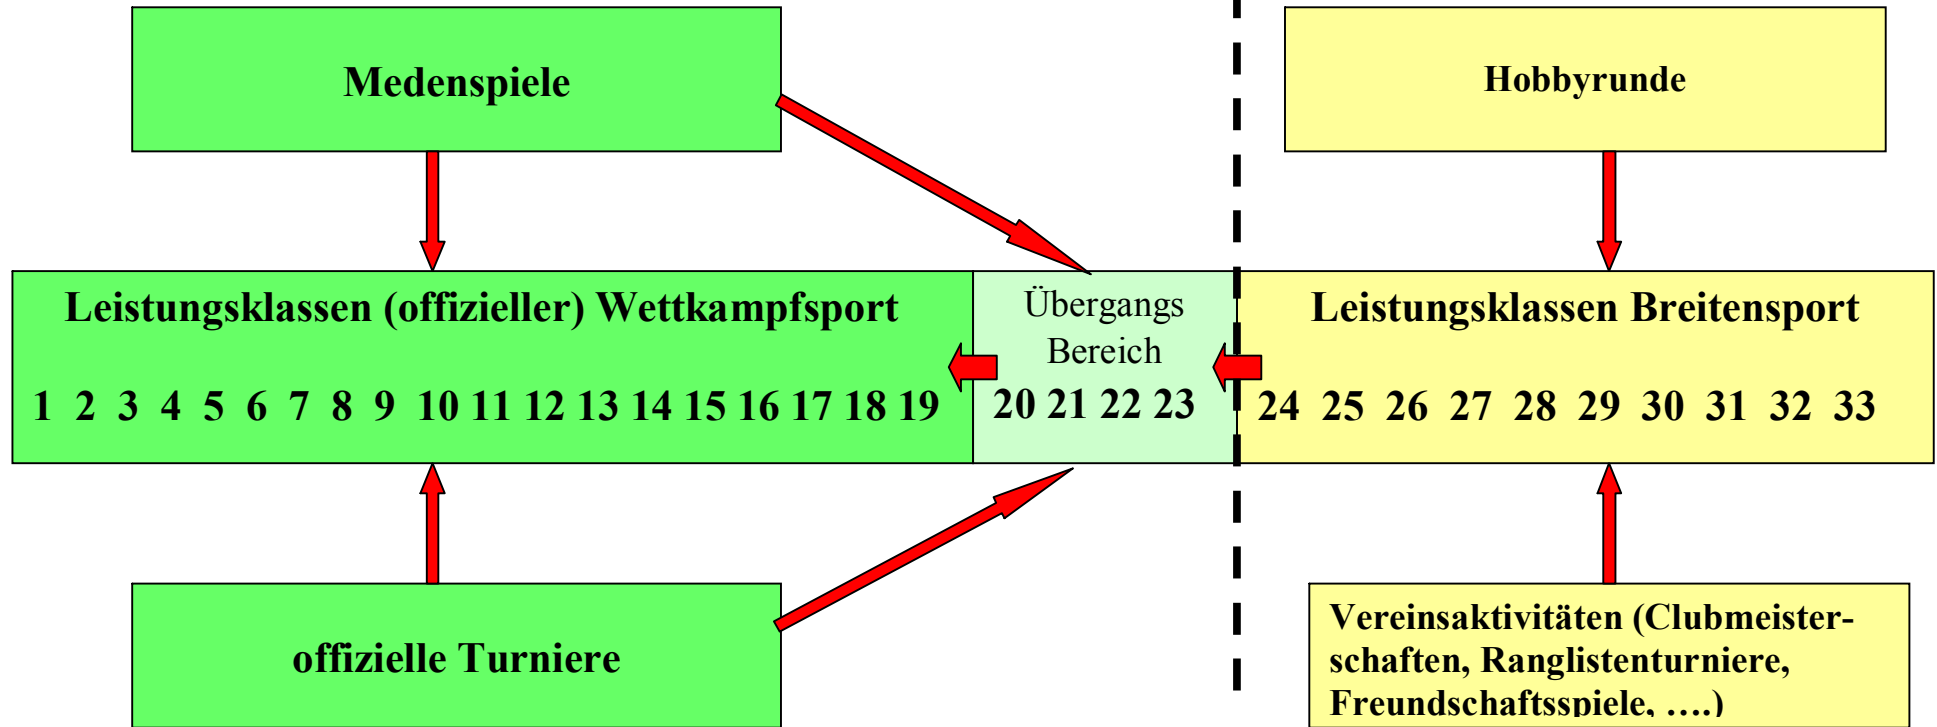 Medenspiele
Hobbyrunde
Leistungsklassen (offizieller) Wettkampfsport
1 2 3 4 5 6 7 8 9 10 11 12 13 14 15 16 17 18 19
Übergangs
Bereich
20 21 22 23
Leistungsklassen Breitensport
24 25 26 27 28 29 30 31 32 33
offizielle Turniere
Vereinsaktivitäten (Clubmeister-
schaften, Ranglistenturniere,
Freundschaftsspiele, ….)